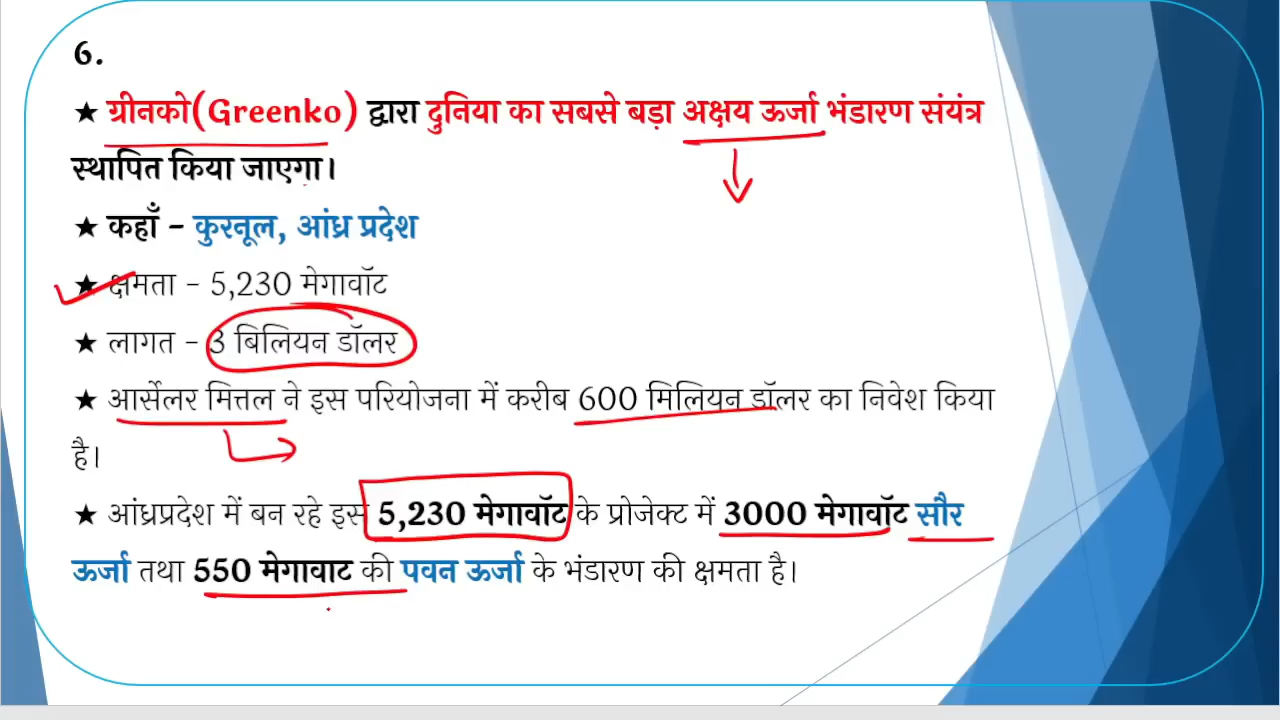 6.
★ ग्रीनको(Greenko) द्वारा दुनिया का सबसे बड़ा अक्षय ऊर्जा भंडारण संयंत्र
स्थापित किया जाएगा।
★ कहाँ – कुरनूल, आंध्र प्रदेश
★ क्षमता – 5,230 मेगावॉट
★ लागत – 3 बिलियन डॉलर
★ आर्सेलर मित्तल ने इस परियोजना में करीब 600 मिलियन डॉलर का निवेश किया
है।
★ आंध्रप्रदेश में बन रहे इस 5,230 मेगावॉट के प्रोजेक्ट में 3000 मेगावॉट सौर
ऊर्जा तथा 550 मेगावाट की पवन ऊर्जा के भंडारण की क्षमता है।